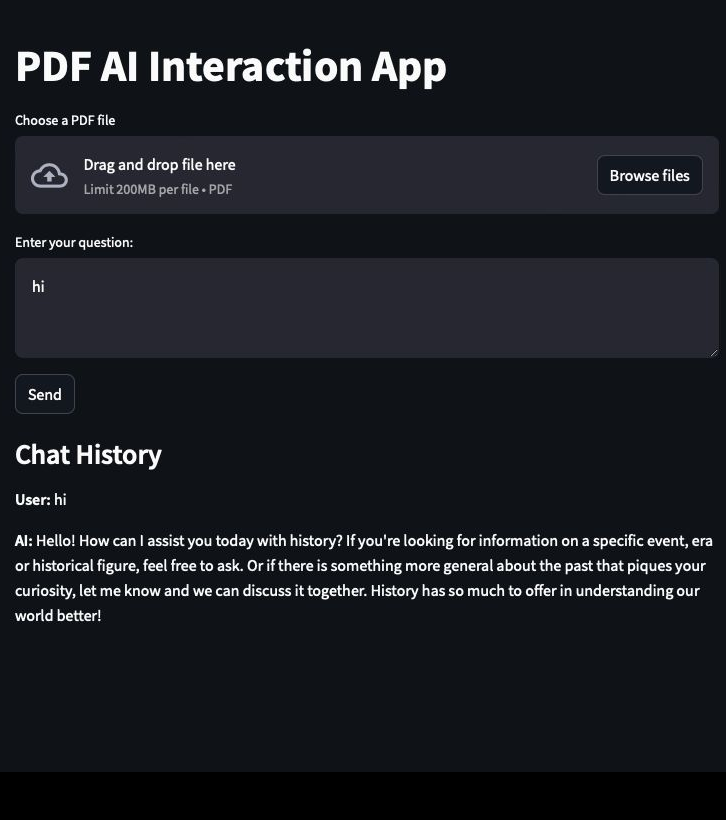 PDF AI Interaction App
Choose a PDF file
Drag and drop file here
Limit 200MB per file • PDF
Browse files
Enter your question:
hi
Send
Chat History
User: hi
AI: Hello! How can I assist you today with history? If you're looking for information on a specific event, era
or historical figure, feel free to ask. Or if there is something more general about the past that piques your
curiosity, let me know and we can discuss it together. History has so much to offer in understanding our
world better!